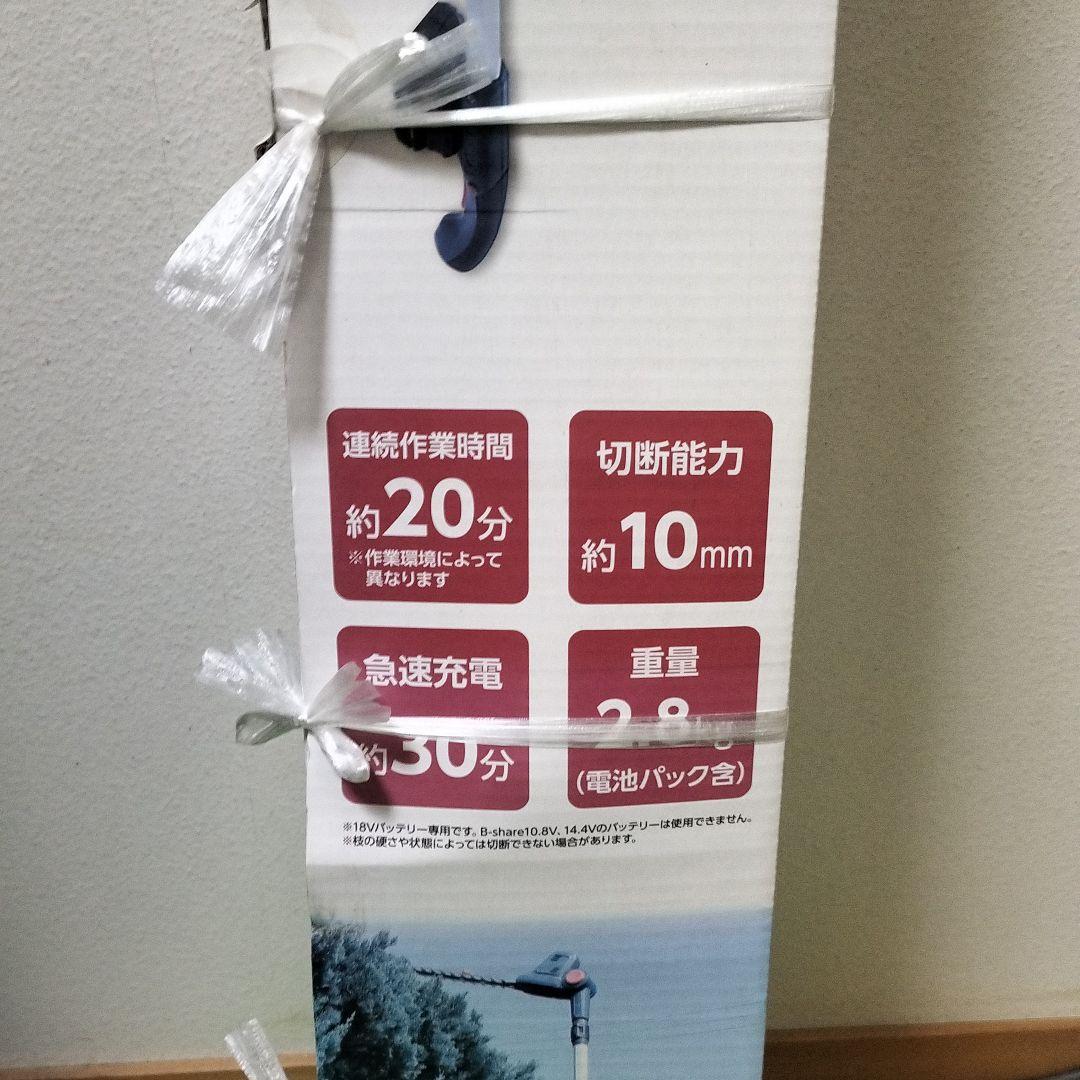 連続作業時間
約20分
※作業環境によって
異なります
切断能力
約10mm
急速充電
約30分
重量
2.8kg
(電池パック含)
※18Vバッテリー専用です。B-share10.8V、14.4Vのバッテリーは使用できません。
※枝の硬さや状態によっては切断できない場合があります。